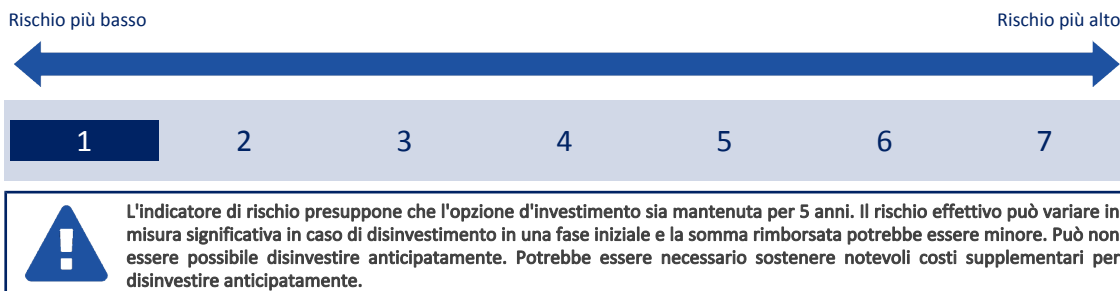 Rischio più basso Rischio più alto
1 2 3 4 5 6 7
L'indicatore di rischio presuppone che l'opzione d'investimento sia mantenuta per 5 anni. Il rischio effettivo può variare in
misura significativa in caso di disinvestimento in una fase iniziale e la somma rimborsata potrebbe essere minore. Può non
essere possibile disinvestire anticipatamente. Potrebbe essere necessario sostenere notevoli costi supplementari per
disinvestire anticipatamente.